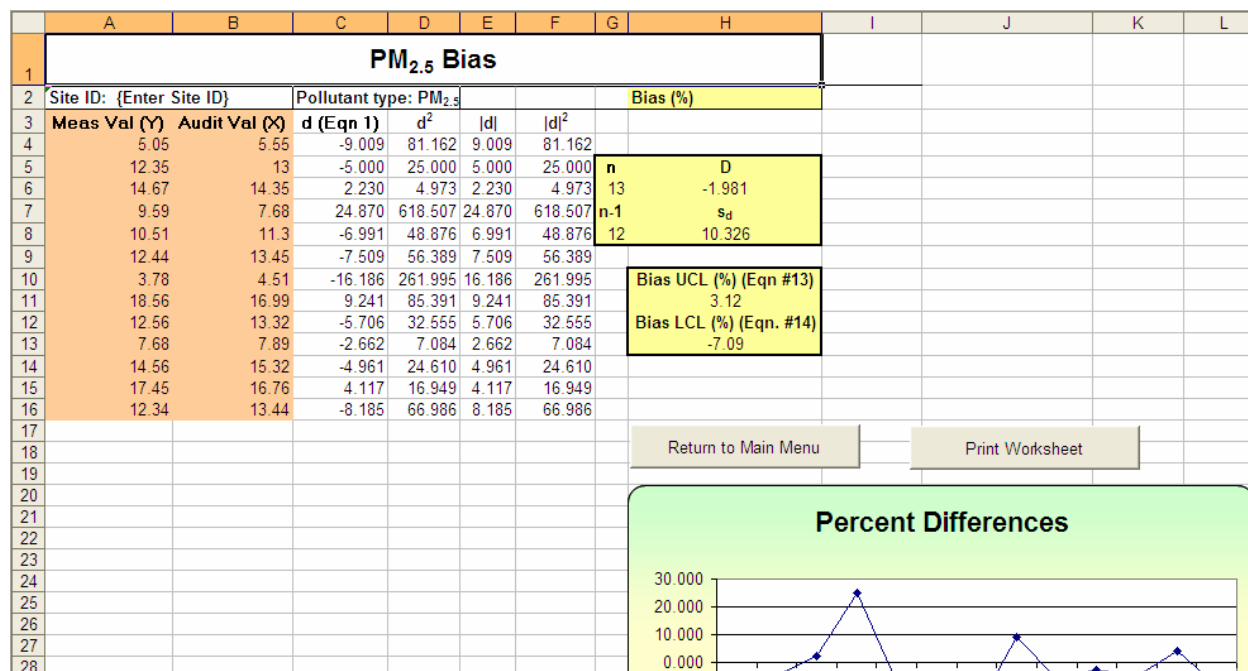 A B C D E F G H I J K L
1 PM2.5 Bias
2 Site ID: {Enter Site ID} Pollutant type: PM2.5 Bias (%)
3 Meas Val (Y) Audit Val (X) d (Eqn 1) d² |d| |d|²
4 5.05 5.55 -9.009 81.162 9.009 81.162
5 12.35 13 -5.000 25.000 5.000 25.000 n D
6 14.67 14.35 2.230 4.973 2.230 4.973 13 -1.981
7 9.59 7.68 24.870 618.507 24.870 618.507 n-1 sd
8 10.51 11.3 -6.991 48.876 6.991 48.876 12 10.326
9 12.44 13.45 -7.509 56.389 7.509 56.389
10 3.78 4.51 -16.186 261.995 16.186 261.995 Bias UCL (%) (Eqn #13)
11 18.56 16.99 9.241 85.391 9.241 85.391 3.12
12 12.56 13.32 -5.706 32.555 5.706 32.555 Bias LCL (%) (Eqn. #14)
13 7.68 7.89 -2.662 7.084 2.662 7.084 -7.09
14 14.56 15.32 -4.961 24.610 4.961 24.610
15 17.45 16.76 4.117 16.949 4.117 16.949
16 12.34 13.44 -8.185 66.986 8.185 66.986
17
18 Return to Main Menu Print Worksheet
19
20
21 Percent Differences
22
23
24 30.000
25 20.000
26 10.000
27
28 0.000